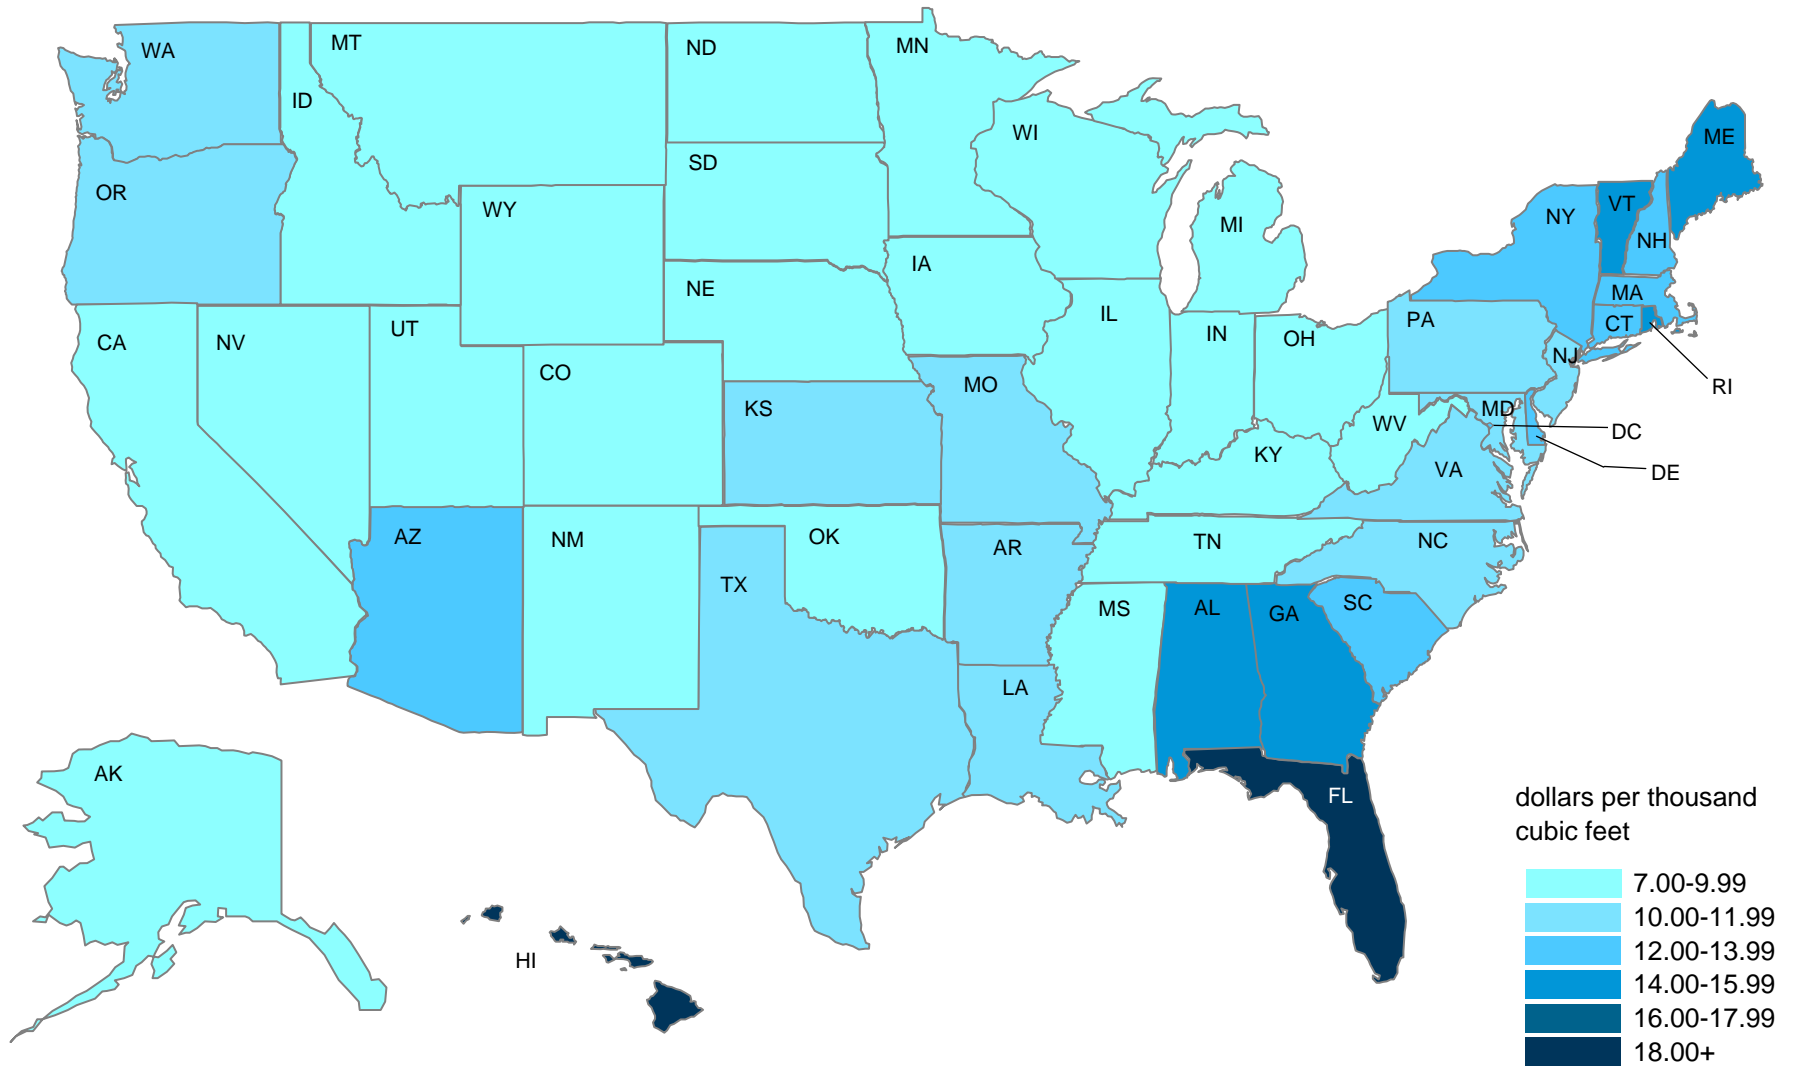 WA
MT
ND
MN
ID
WI
ME
SD
OR
WY
VT
NY
MI
NH
IA
NE
MA
IL
PA
CT
UT
IN
OH
CA
NV
NJ
CO
MO
RI
KS
MD
WV
DC
KY
VA
DE
AZ
NM
OK
AR
TN
NC
TX
SC
MS
AL
GA
LA
AK
FL
HI
dollars per thousand
cubic feet
7.00-9.99
10.00-11.99
12.00-13.99
14.00-15.99
16.00-17.99
18.00+